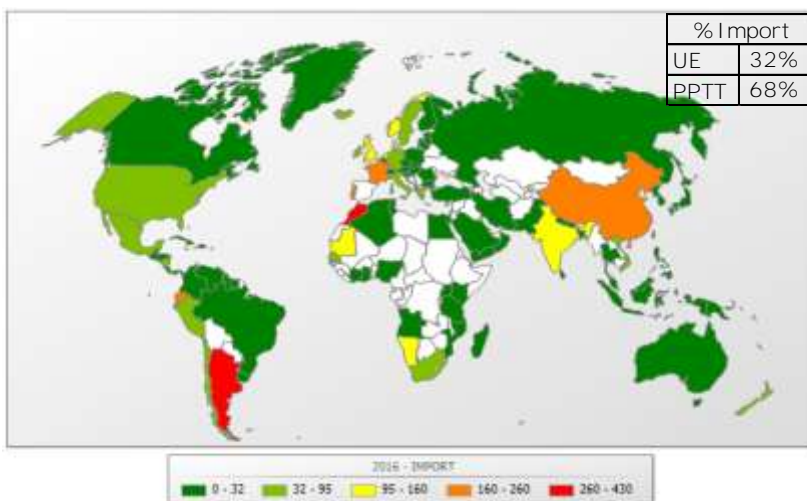 % Import
UE 32%
PPTT 68%
2016 - IMPORT
0 - 32 32 - 95 95 - 160 160 - 260 260 - 430